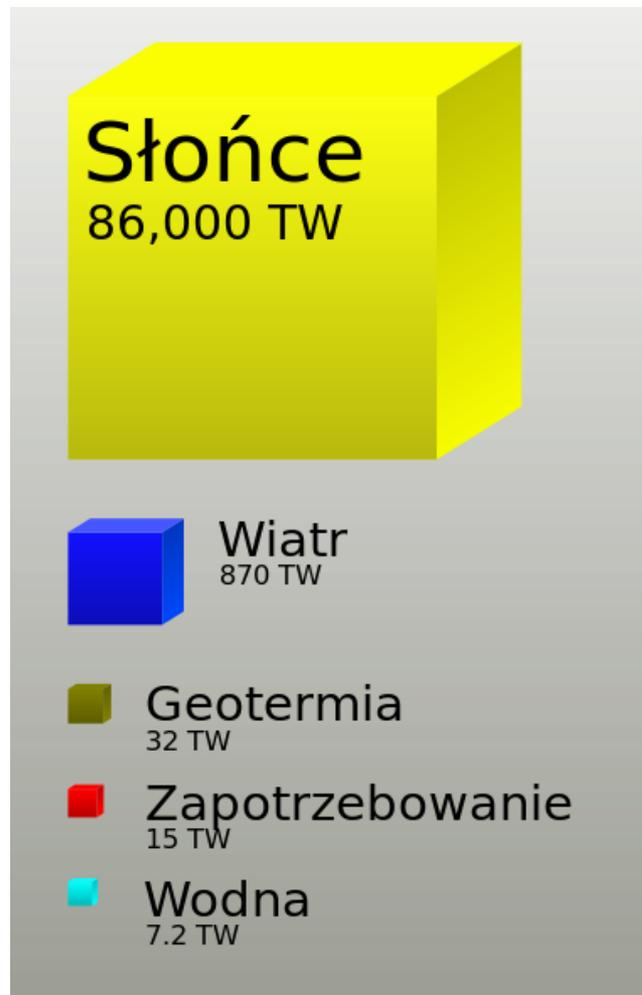 Słońce
86,000 TW
Wiatr
870 TW
Geotermia
32 TW
Zapotrzebowanie
15 TW
Wodna
7.2 TW